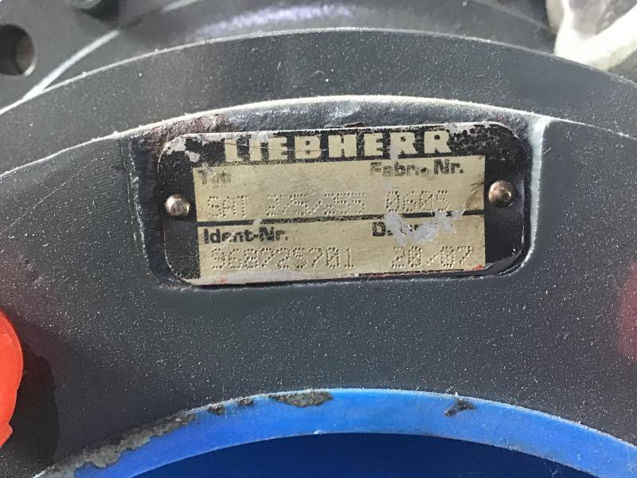 LIEBHERR
Typ Fabr.-Nr.
SAT 275/255 0605
Ident-Nr.
968725701 20/07